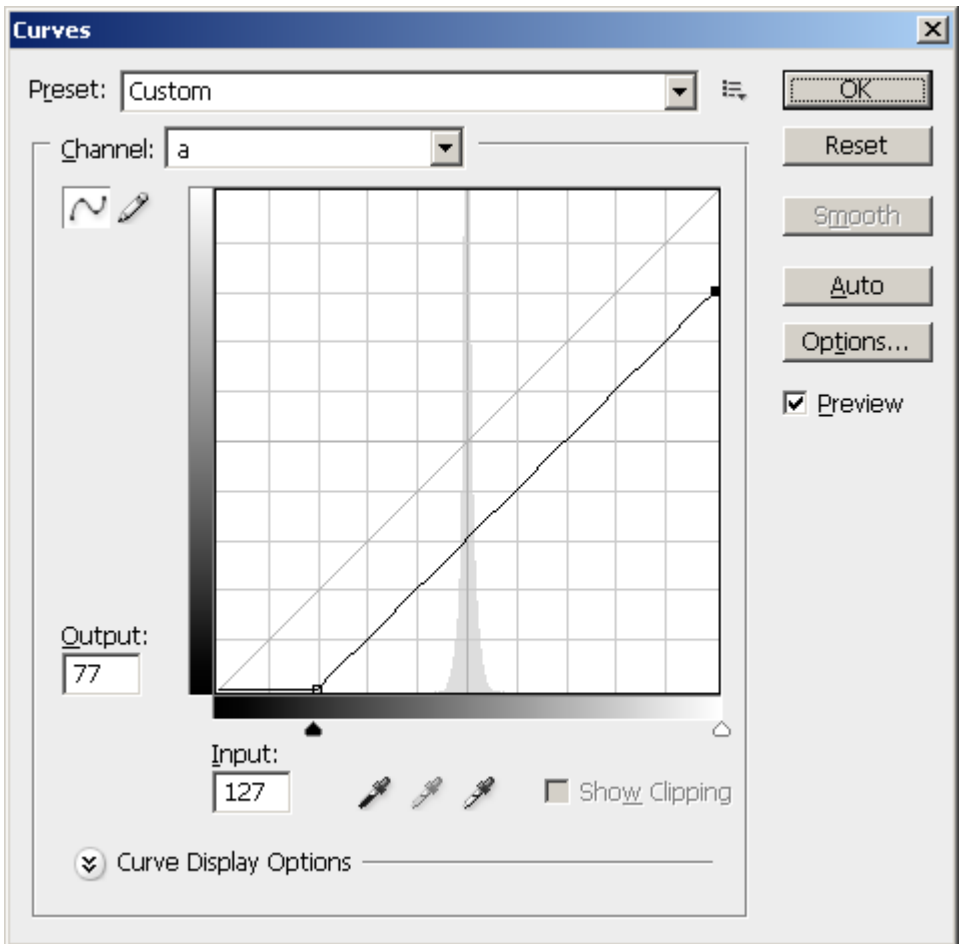 Curves
Preset: Custom
OK
Channel: a
Reset
Smooth
Auto
Options...
Preview
Output:
77
Input:
127
Show Clipping
Curve Display Options